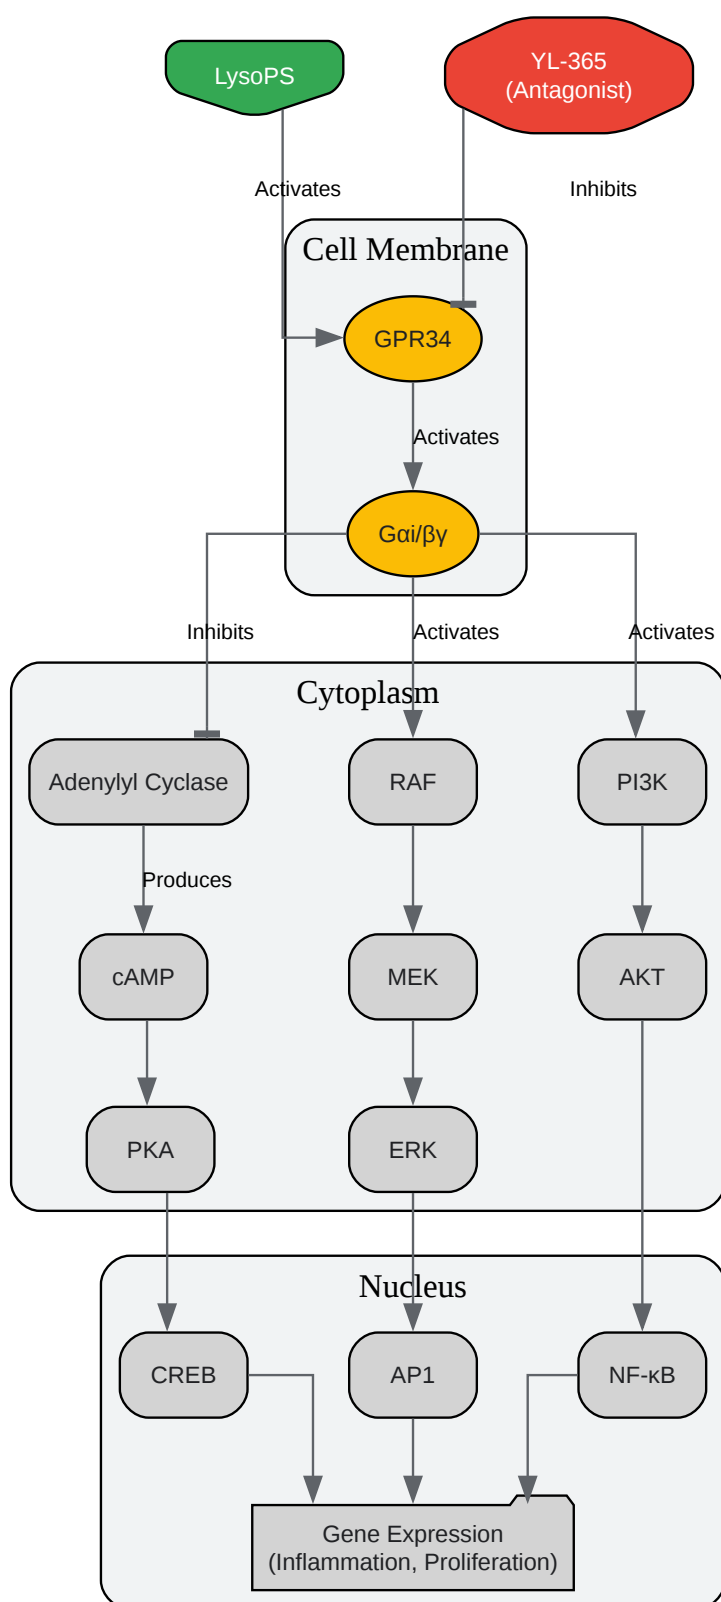 LysoPS
YL-365
(Antagonist)
Activates
Inhibits
Cell Membrane
GPR34
Activates
Gαi/βγ
Inhibits
Activates
Activates
Cytoplasm
Adenylyl Cyclase
RAF
PI3K
Produces
cAMP
MEK
AKT
PKA
ERK
Nucleus
CREB
AP1
NF-κB
Gene Expression
(Inflammation, Proliferation)